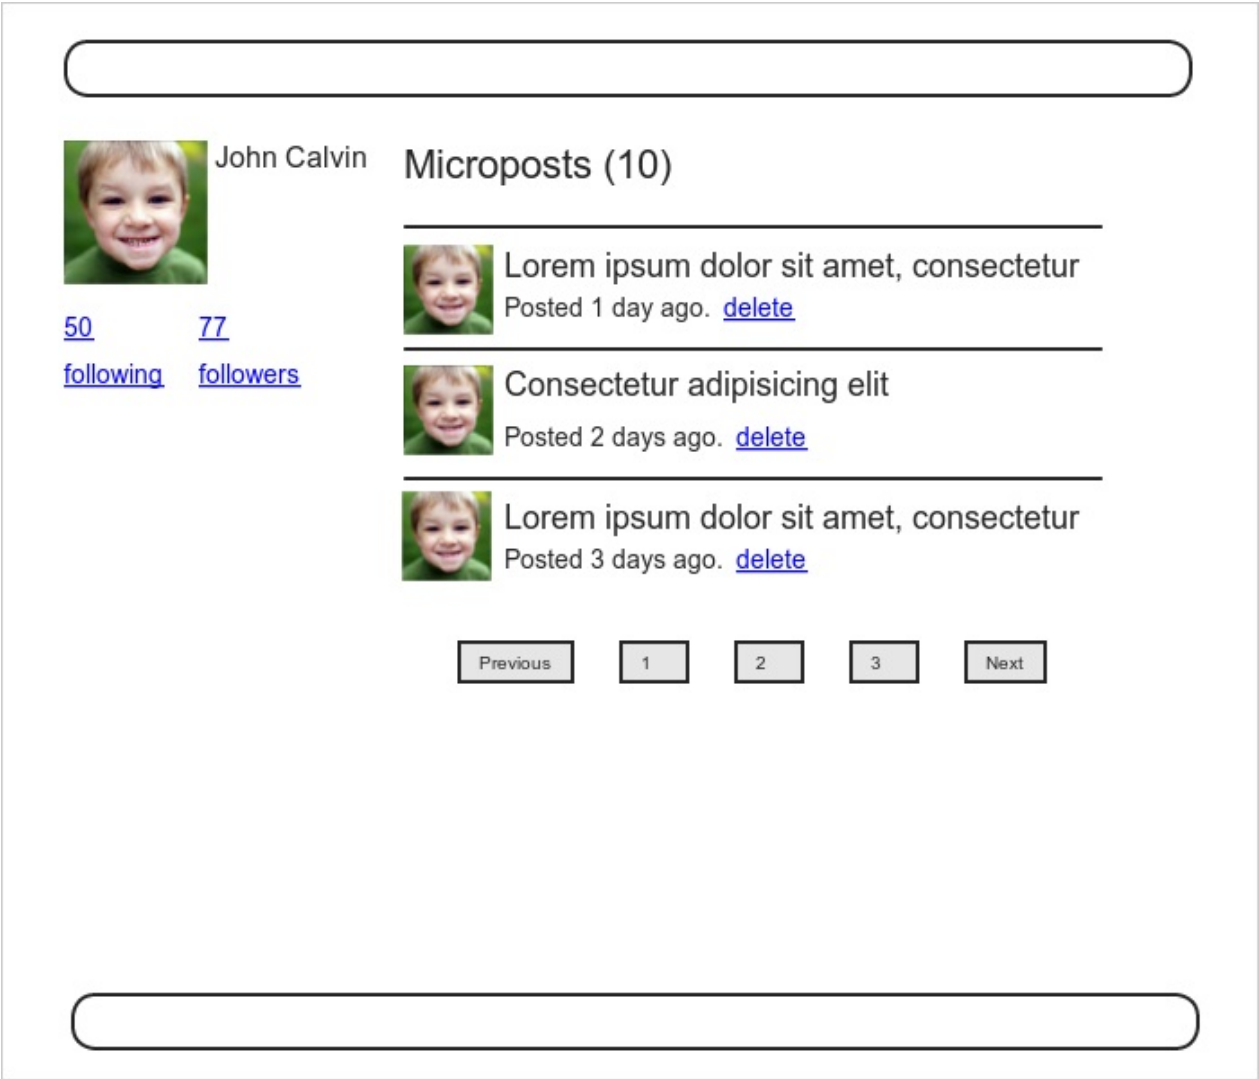 John Calvin
50 77
following followers
Microposts (10)
Lorem ipsum dolor sit amet, consectetur
Posted 1 day ago. delete
Consectetur adipisicing elit
Posted 2 days ago. delete
Lorem ipsum dolor sit amet, consectetur
Posted 3 days ago. delete
Previous 1 2 3 Next